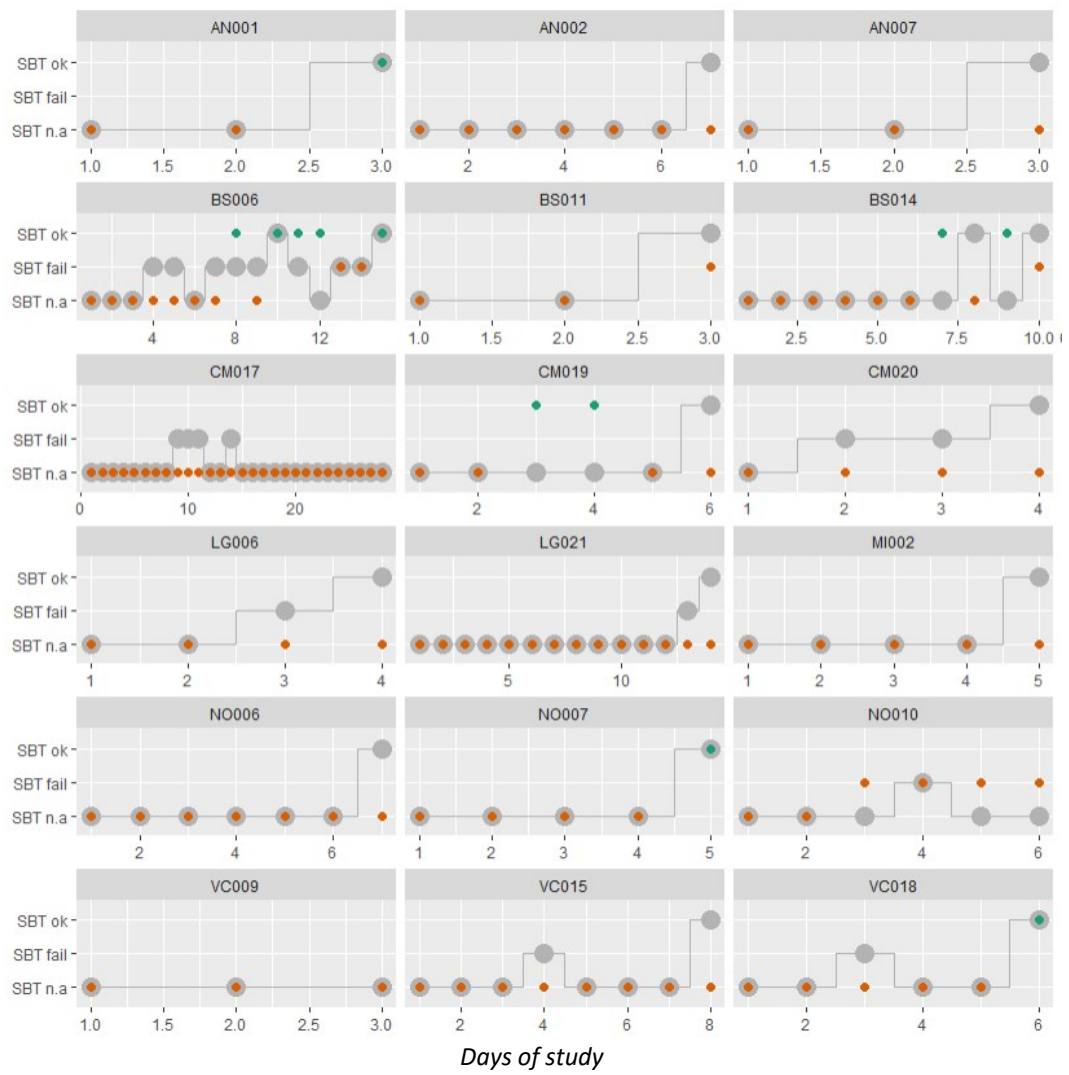 AN001 AN002 AN007
SBT ok
SBT fail
SBT n.a
1.0 1.5 2.0 2.5 3.0 2 4 6 1.0 1.5 2.0 2.5 3.0
BS006 BS011 BS014
SBT ok
SBT fail
SBT n.a
4 8 12 1.0 1.5 2.0 2.5 3.0 2.5 5.0 7.5 10.0
CM017 CM019 CM020
SBT ok
SBT fail
SBT n.a
0 10 20 2 4 6 1 2 3 4
LG006 LG021 MI002
SBT ok
SBT fail
SBT n.a
1 2 3 4 5 10 1 2 3 4 5
NO006 NO007 NO010
SBT ok
SBT fail
SBT n.a
2 4 6 1 2 3 4 5 2 4 6
VC009 VC015 VC018
SBT ok
SBT fail
SBT n.a
1.0 1.5 2.0 2.5 3.0 2 4 6 8 2 4 6
Days of study